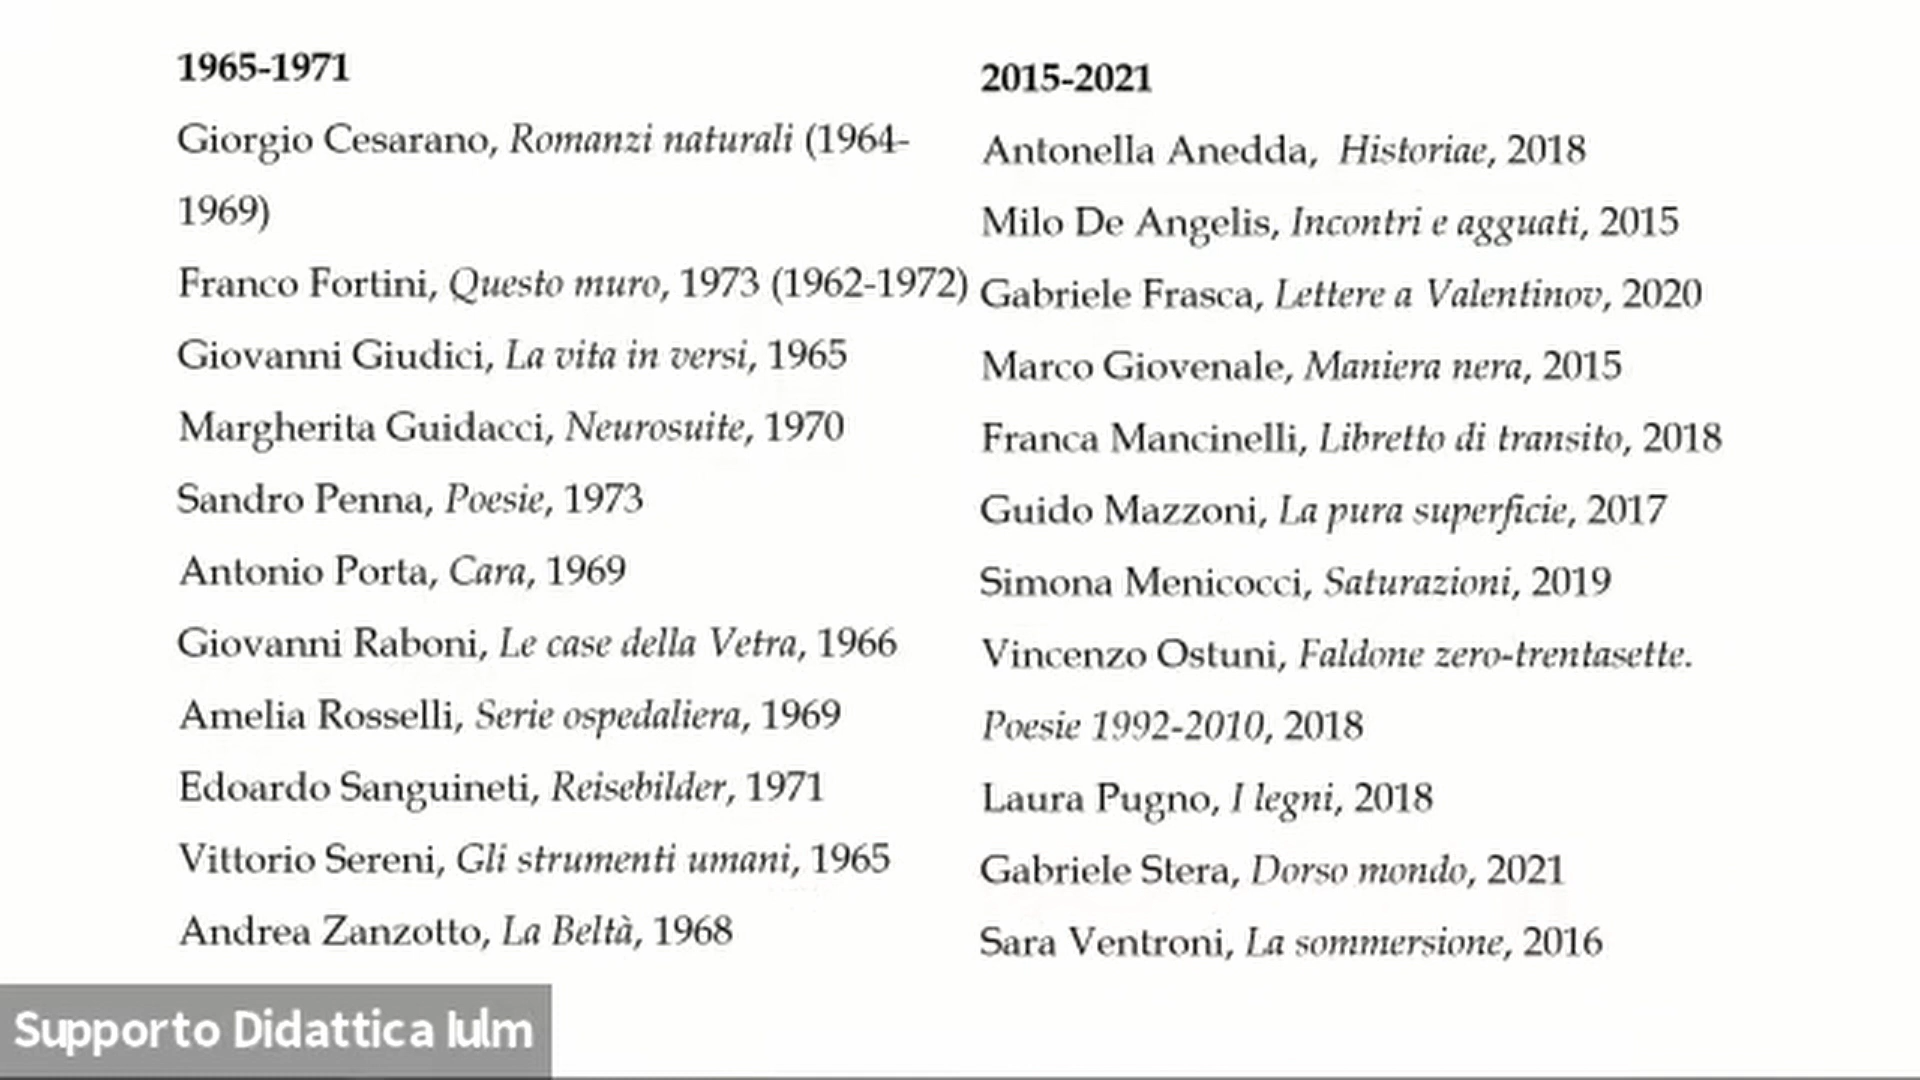 1965-1971
Giorgio Cesarano, Romanzi naturali (1964-
1969)
Franco Fortini, Questo muro, 1973 (1962-1972)
Giovanni Giudici, La vita in versi, 1965
Margherita Guidacci, Neurosuite, 1970
Sandro Penna, Poesie, 1973
Antonio Porta, Cara, 1969
Giovanni Raboni, Le case della Vetra, 1966
Amelia Rosselli, Serie ospedaliera, 1969
Edoardo Sanguineti, Reisebilder, 1971
Vittorio Sereni, Gli strumenti umani, 1965
Andrea Zanzotto, La Beltà, 1968
2015-2021
Antonella Anedda, Historiae, 2018
Milo De Angelis, Incontri e agguati, 2015
Gabriele Frasca, Lettere a Valentinov, 2020
Marco Giovenale, Maniera nera, 2015
Franca Mancinelli, Libretto di transito, 2018
Guido Mazzoni, La pura superficie, 2017
Simona Menicocci, Saturazioni, 2019
Vincenzo Ostuni, Faldone zero-trentasette.
Poesie 1992-2010, 2018
Laura Pugno, I legni, 2018
Gabriele Stera, Dorso mondo, 2021
Sara Ventroni, La sommersione, 2016
Supporto Didattica Iulm